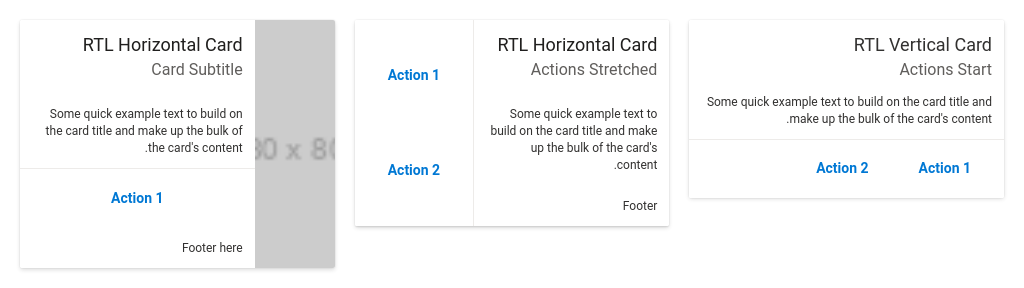 RTL Horizontal Card
Card Subtitle
Some quick example text to build on
the card title and make up the bulk of
.the card's content
Action 1
Footer here
RTL Horizontal Card
Actions Stretched
Some quick example text to
build on the card title and make
up the bulk of the card's
.content
Footer
Action 1
Action 2
RTL Vertical Card
Actions Start
Some quick example text to build on the card title and
.make up the bulk of the card's content
Action 2 Action 1